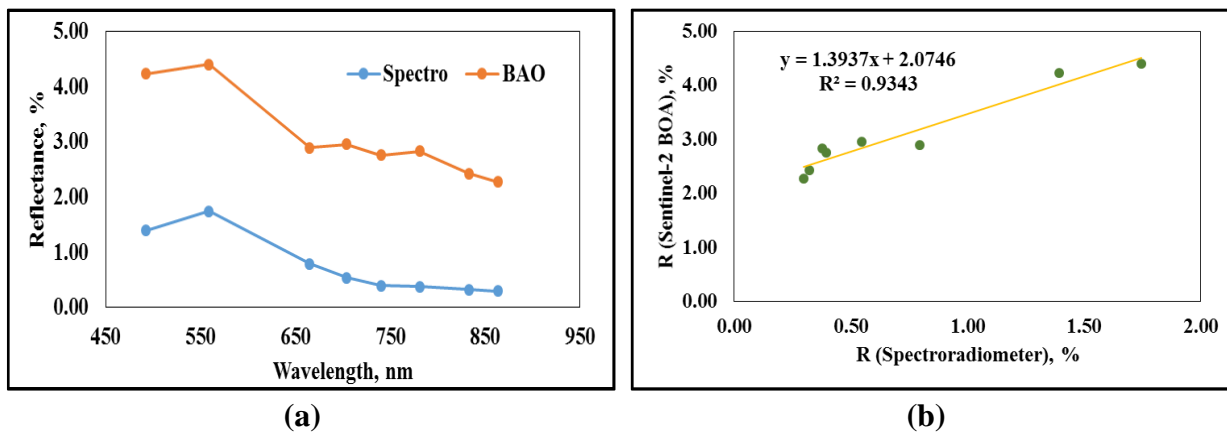 5.00
4.00
3.00
2.00
1.00
0.00
Reflectance, %
Spectro BAO
450 550 650 750 850 950
Wavelength, nm
(a)
5.00
4.00
3.00
2.00
1.00
0.00
R (Sentinel-2 BOA), %
y = 1.3937x + 2.0746
R² = 0.9343
0.00 0.50 1.00 1.50 2.00
R (Spectroradiometer), %
(b)